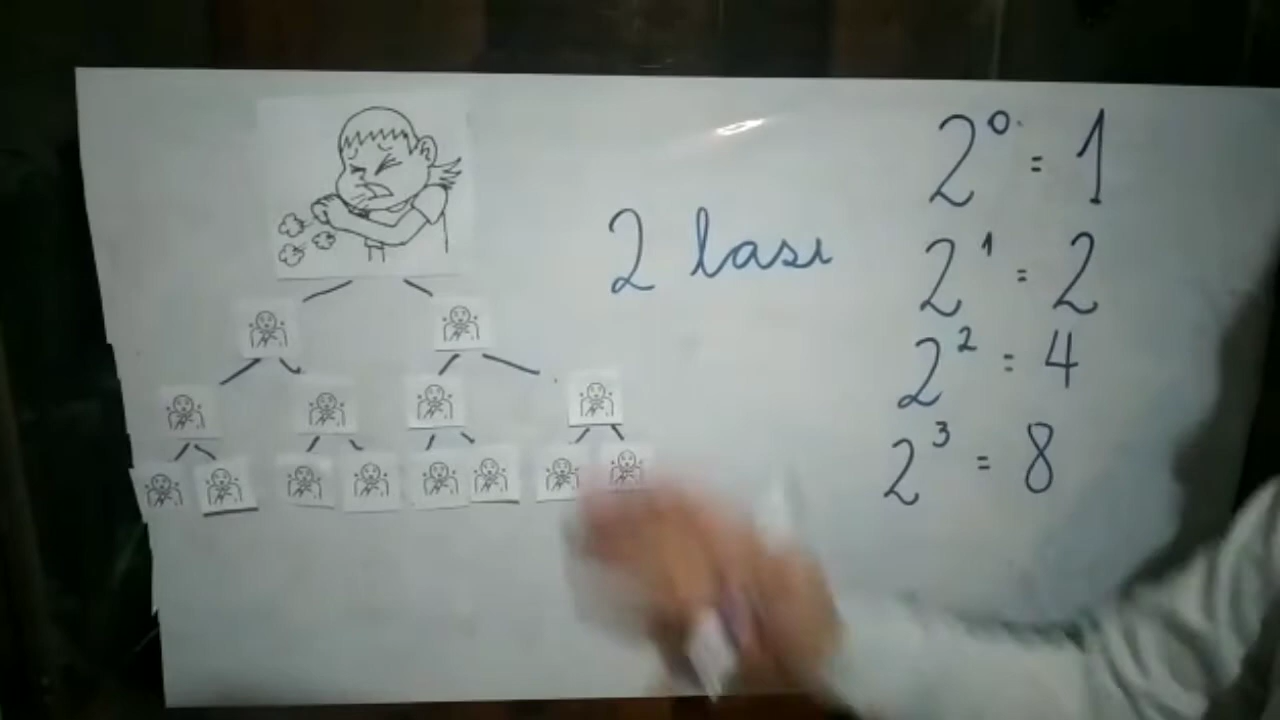 2 lasi
2⁰ = 1
2¹ = 2
2² = 4
2³ = 8